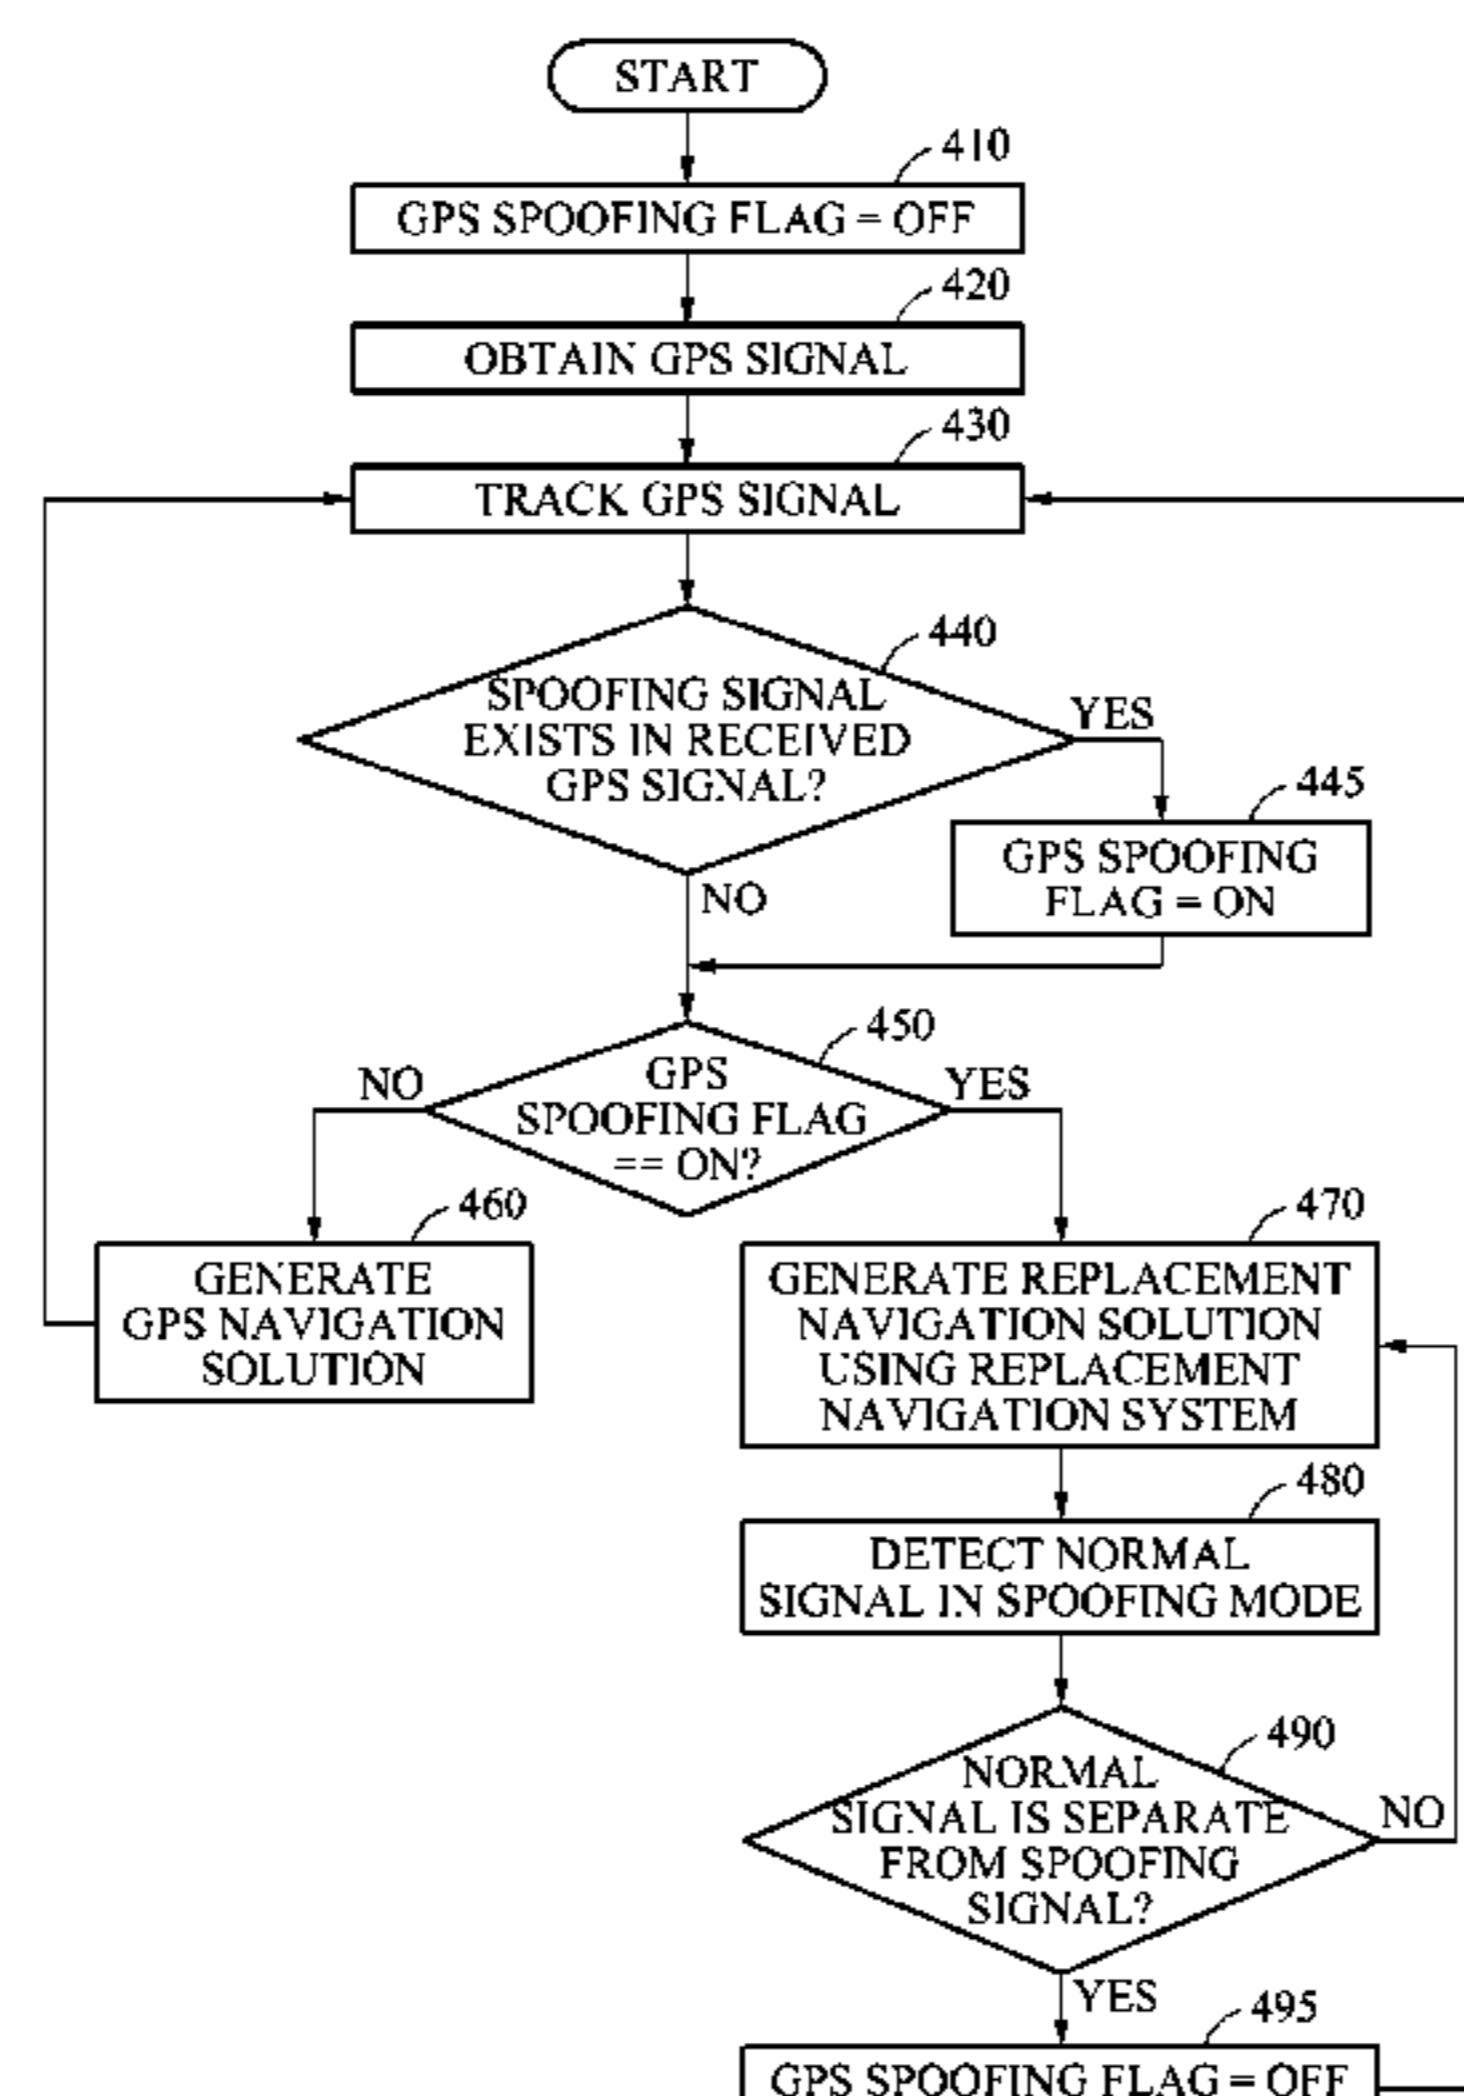 START
410
GPS SPOOFING FLAG = OFF
420
OBTAIN GPS SIGNAL
430
TRACK GPS SIGNAL
440
SPOOFING SIGNAL
EXISTS IN RECEIVED
GPS SIGNAL?
YES
445
GPS SPOOFING
FLAG = ON
NO
450
GPS
SPOOFING FLAG
== ON?
NO
YES
460
GENERATE
GPS NAVIGATION
SOLUTION
470
GENERATE REPLACEMENT
NAVIGATION SOLUTION
USING REPLACEMENT
NAVIGATION SYSTEM
480
DETECT NORMAL
SIGNAL IN SPOOFING MODE
490
NORMAL
SIGNAL IS SEPARATE
FROM SPOOFING
SIGNAL?
NO
YES
495
GPS SPOOFING FLAG = OFF